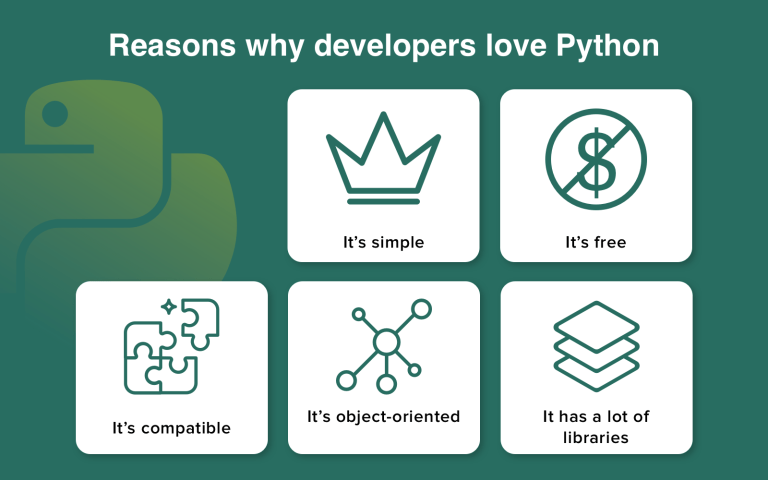 Reasons why developers love Python
It’s simple
It’s free
It’s compatible
It’s object-oriented
It has a lot of
libraries